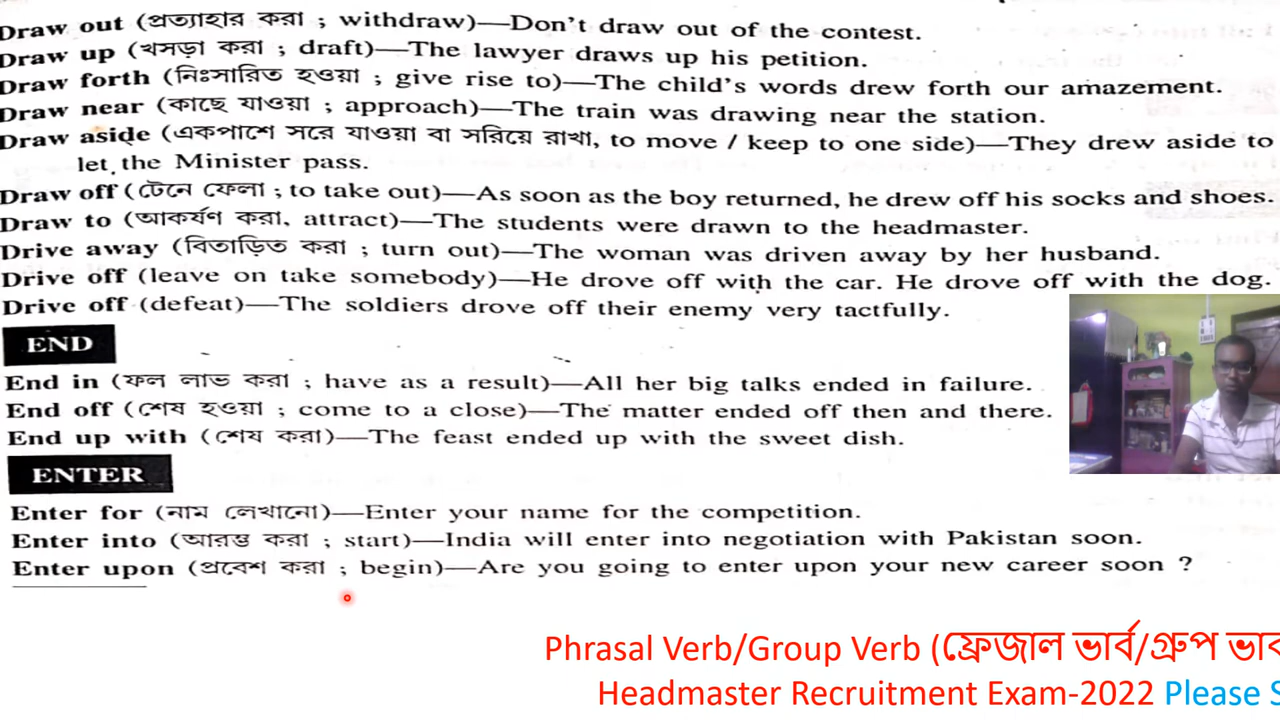 Draw out (প্রত্যাহার করা ; withdraw)—Don't draw out of the contest.
Draw up (খসড়া করা ; draft)—The lawyer draws up his petition.
Draw forth (নিঃসারিত হওয়া ; give rise to)—The child's words drew forth our amazement.
Draw near (কাছে যাওয়া ; approach)—The train was drawing near the station.
Draw aside (একপাশে সরে যাওয়া বা সরিয়ে রাখা, to move / keep to one side)—They drew aside to
let the Minister pass.
Draw off (টেনে ফেলা ; to take out)—As soon as the boy returned, he drew off his socks and shoes.
Draw to (আকর্ষণ করা, attract)—The students were drawn to the headmaster.
Drive away (বিতাড়িত করা ; turn out)—The woman was driven away by her husband.
Drive off (leave on take somebody)—He drove off with the car. He drove off with the dog.
Drive off (defeat)—The soldiers drove off their enemy very tactfully.
END
End in (ফল লাভ করা ; have as a result)—All her big talks ended in failure.
End off (শেষ হওয়া ; come to a close)—The matter ended off then and there.
End up with (শেষ করা)—The feast ended up with the sweet dish.
ENTER
Enter for (নাম লেখানো)—Enter your name for the competition.
Enter into (আরম্ভ করা ; start)—India will enter into negotiation with Pakistan soon.
Enter upon (প্রবেশ করা ; begin)—Are you going to enter upon your new career soon ?
Phrasal Verb/Group Verb (ফ্রেজাল ভার্ব/গ্রুপ ভাব
Headmaster Recruitment Exam-2022 Please S